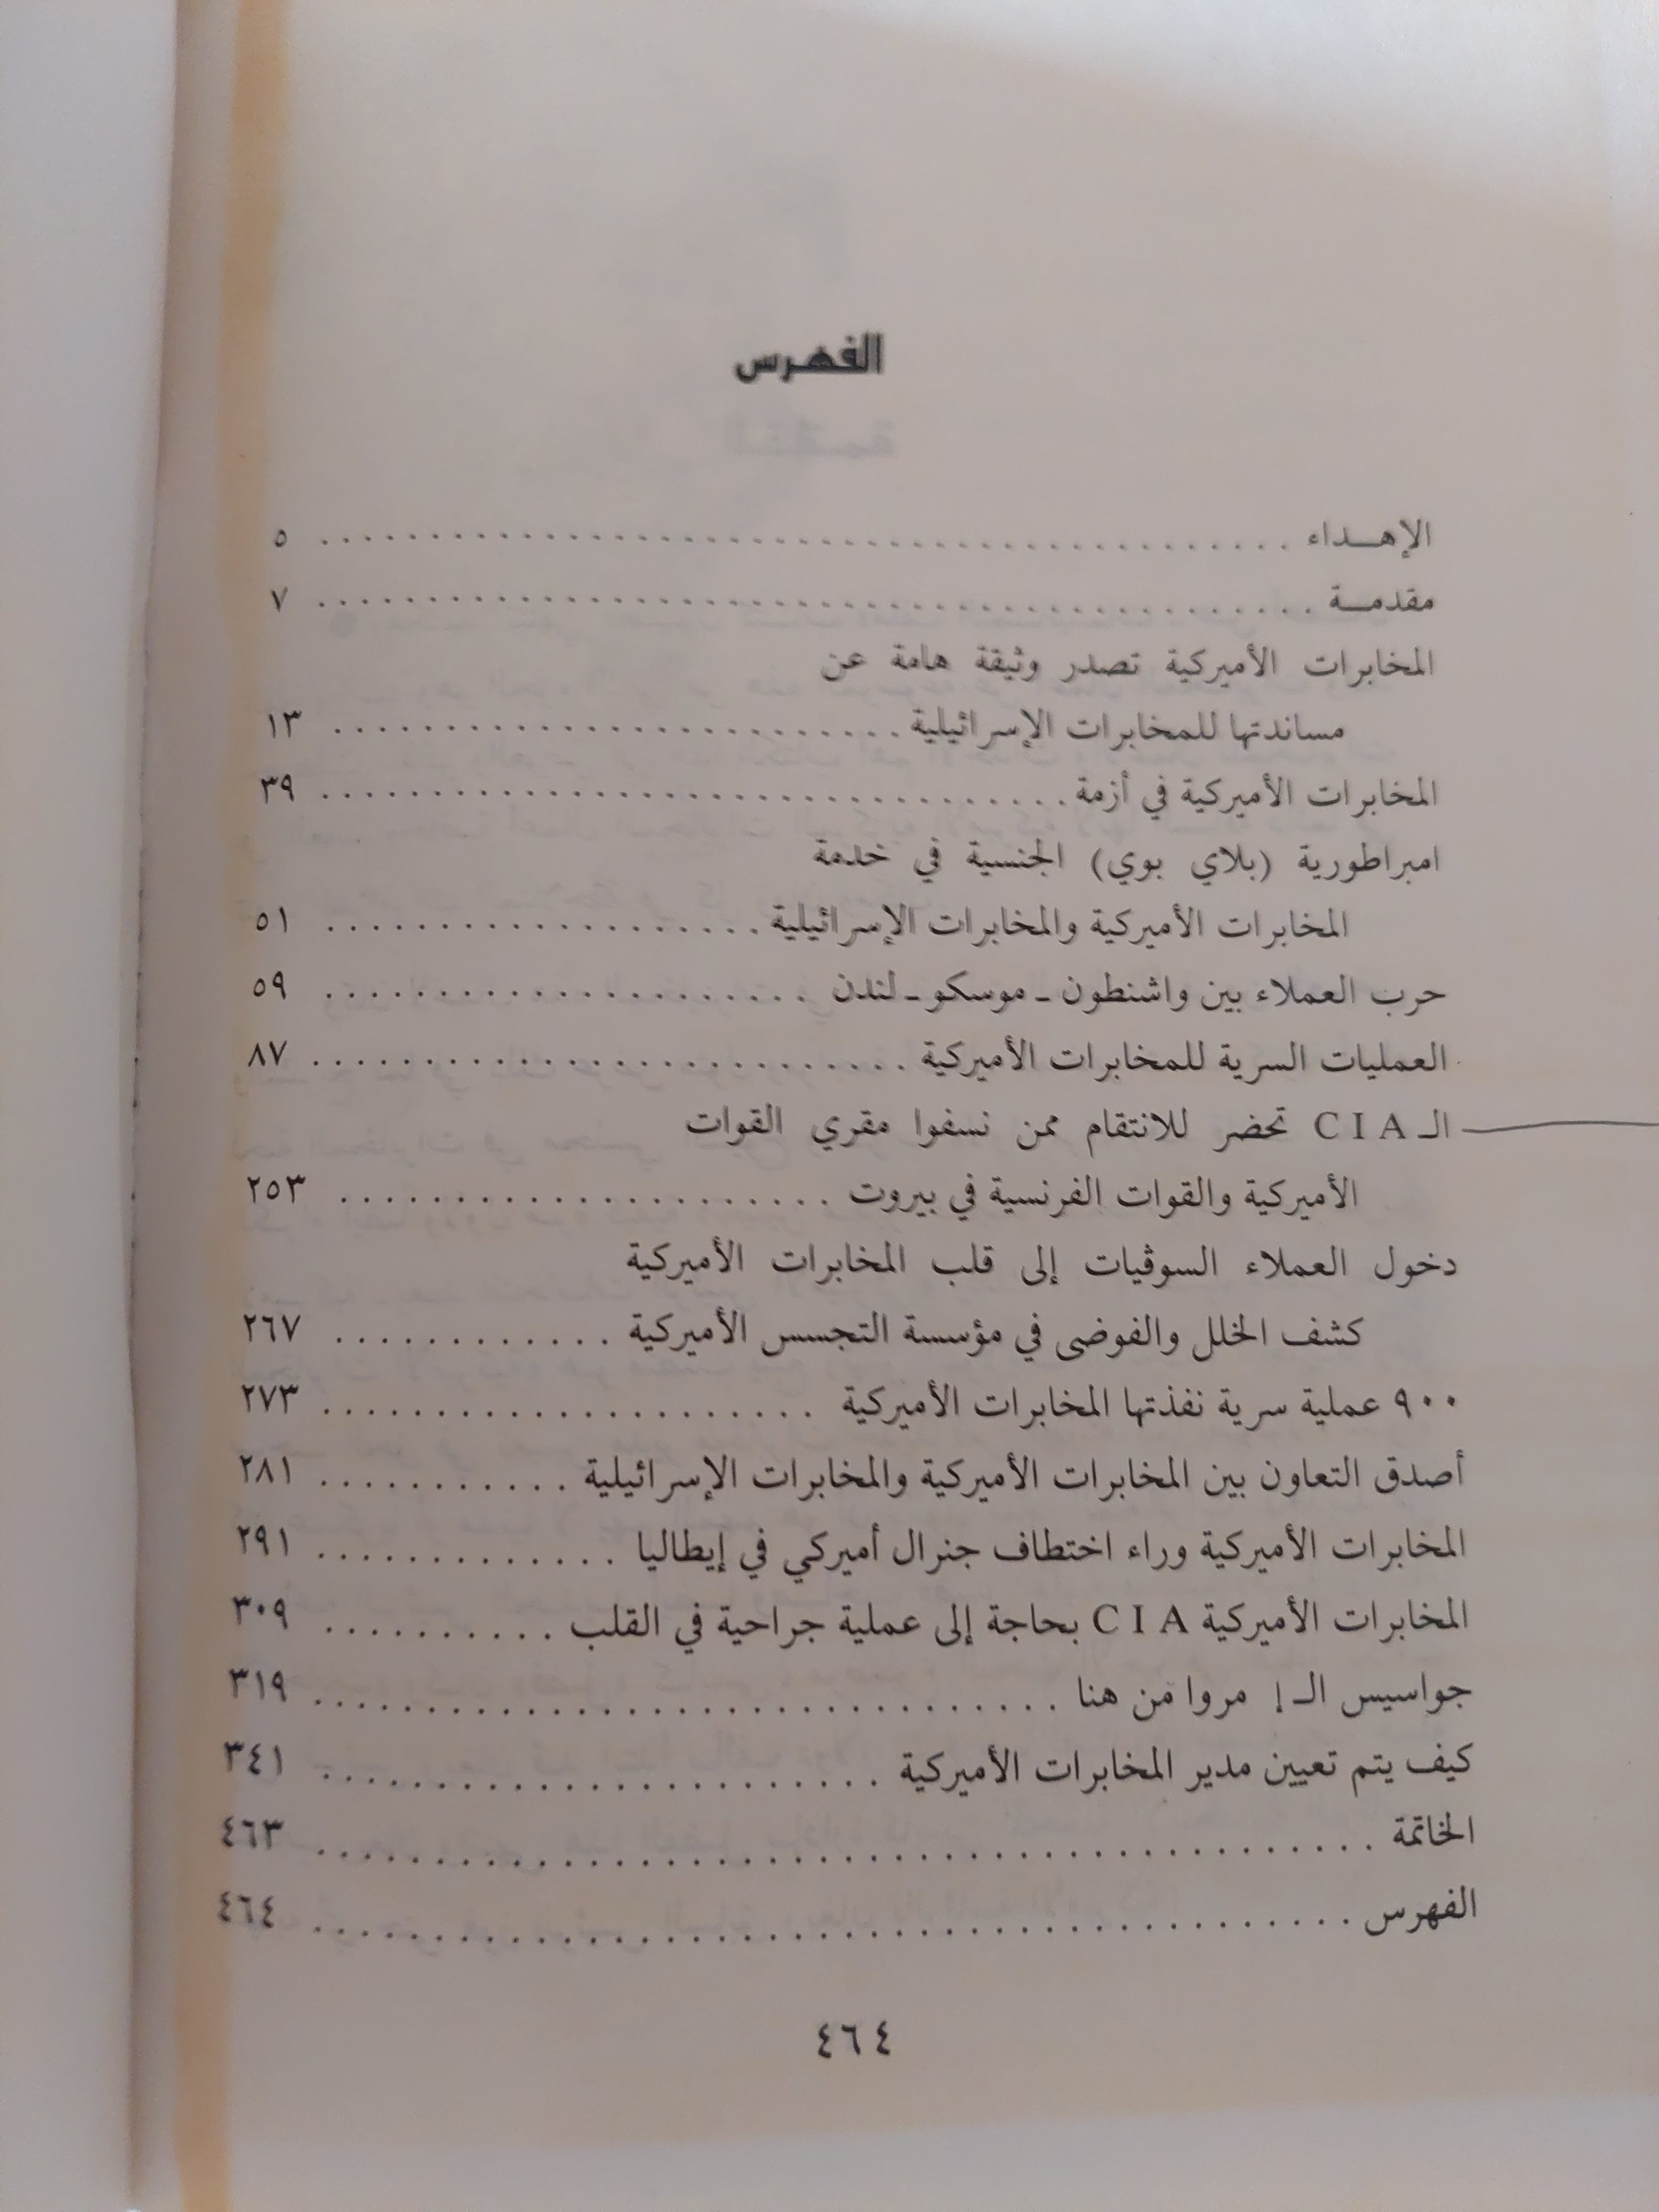 الفهرس
الإهـداء ٥
مقدمـة ٧
المخابرات الأميركية تصدر وثيقة هامة عن
مساندتها للمخابرات الإسرائيلية ١٣
المخابرات الأميركية في أزمة ٣٩
امبراطورية (بلاي بوي) الجنسية في خدمة
المخابرات الأميركية والمخابرات الإسرائيلية ٥١
حرب العملاء بين واشنطون ـ موسكو ـ لندن ٥٩
العمليات السرية للمخابرات الأميركية ٨٧
الـ C I A تحضر للانتقام ممن نسفوا مقري القوات
الأميركية والقوات الفرنسية في بيروت ٢٥٣
دخول العملاء السوڤيات إلى قلب المخابرات الأميركية
كشف الخلل والفوضى في مؤسسة التجسس الأميركية ٢٦٧
٩٠٠ عملية سرية نفذتها المخابرات الأميركية ٢٧٣
أصدق التعاون بين المخابرات الأميركية والمخابرات الإسرائيلية ٢٨١
المخابرات الأميركية وراء اختطاف جنرال أميركي في إيطاليا ٢٩١
المخابرات الأميركية C I A بحاجة إلى عملية جراحية في القلب ٣٠٩
جواسيس الـ إ مروا من هنا ٣١٩
كيف يتم تعيين مدير المخابرات الأميركية ٣٤١
الخاتمة ٤٦٣
الفهرس ٤٦٤
٤٦٤